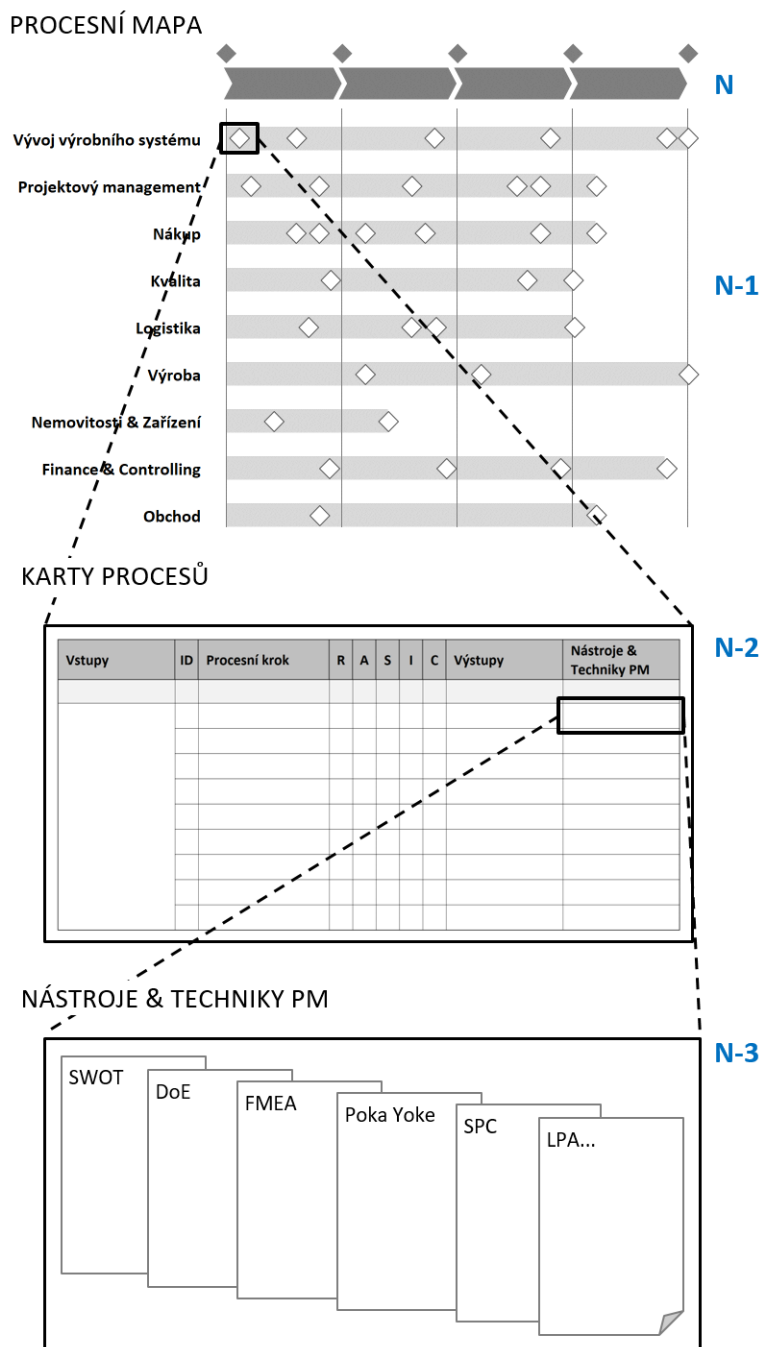 PROCESNÍ MAPA
N
Vývoj výrobního systému
Projektový management
Nákup
Kvalita
N-1
Logistika
Výroba
Nemovitosti & Zařízení
Finance & Controlling
Obchod
KARTY PROCESŮ
N-2
Vstupy ID Procesní krok R A S I C Výstupy Nástroje &
Techniky PM
NÁSTROJE & TECHNIKY PM
N-3
SWOT
DoE
FMEA
Poka Yoke
SPC
LPA...